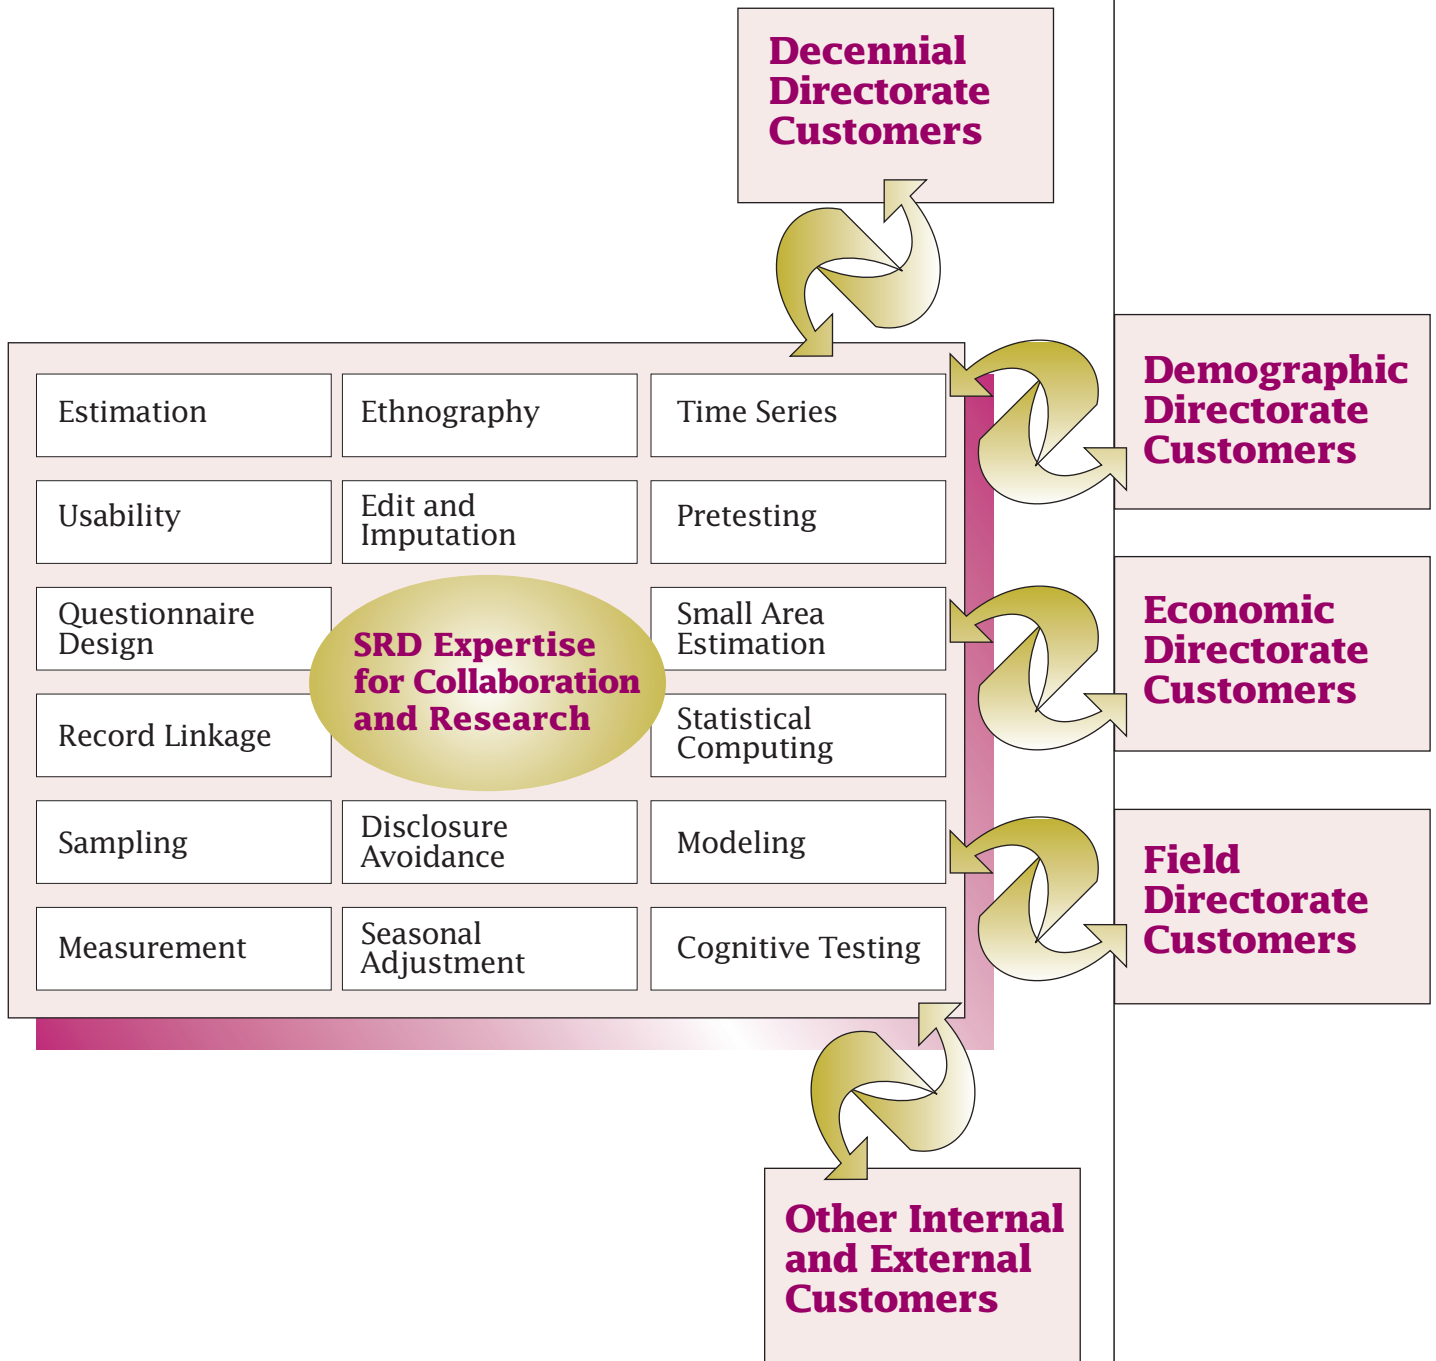 Decennial
Directorate
Customers
Estimation
Ethnography
Time Series
Demographic
Directorate
Customers
Usability
Edit and
Imputation
Pretesting
Questionnaire
Design
SRD Expertise
for Collaboration
and Research
Small Area
Estimation
Economic
Directorate
Customers
Record Linkage
Statistical
Computing
Sampling
Disclosure
Avoidance
Modeling
Field
Directorate
Customers
Measurement
Seasonal
Adjustment
Cognitive Testing
Other Internal
and External
Customers